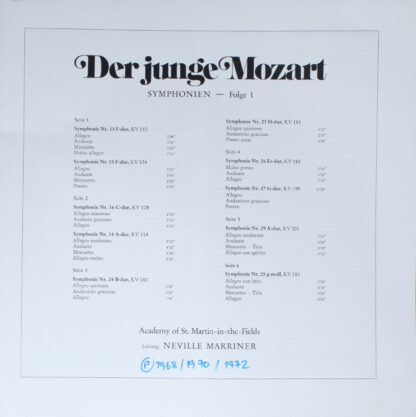 Der junge Mozart
SYMPHONIEN — Folge 1
Seite 1
Symphonie Nr. 13 F-dur, KV 112
Allegro
Andante
Menuetto
Molto allegro
Symphonie Nr. 15 F-dur, KV 124
Allegro
Andante
Menuetto
Presto
Seite 2
Symphonie Nr. 16 C-dur, KV 128
Allegro maestoso
Andante grazioso
Allegro
Symphonie Nr. 14 A-dur, KV 114
Allegro moderato
Andante
Menuetto
Allegro molto
Seite 3
Symphonie Nr. 24 B-dur, KV 182
Allegro spiritoso
Andantino grazioso
Allegro
Symphonie Nr. 23 D-dur, KV 181
Allegro spiritoso
Andantino grazioso
Presto assai
Seite 4
Symphonie Nr. 26 Es-dur, KV 184
Molto presto
Andante
Allegro
Symphonie Nr. 27 G-dur, KV 199
Allegro
Andantino grazioso
Presto
Seite 5
Symphonie Nr. 29 A-dur, KV 201
Allegro moderato
Andante
Menuetto - Trio
Allegro con spirito
Seite 6
Symphonie Nr. 25 g-moll, KV 183
Allegro con brio
Andante
Menuetto - Trio
Allegro
Academy of St. Martin-in-the-Fields
Leitung: NEVILLE MARRINER
Ⓟ 1968 / 1970 / 1972